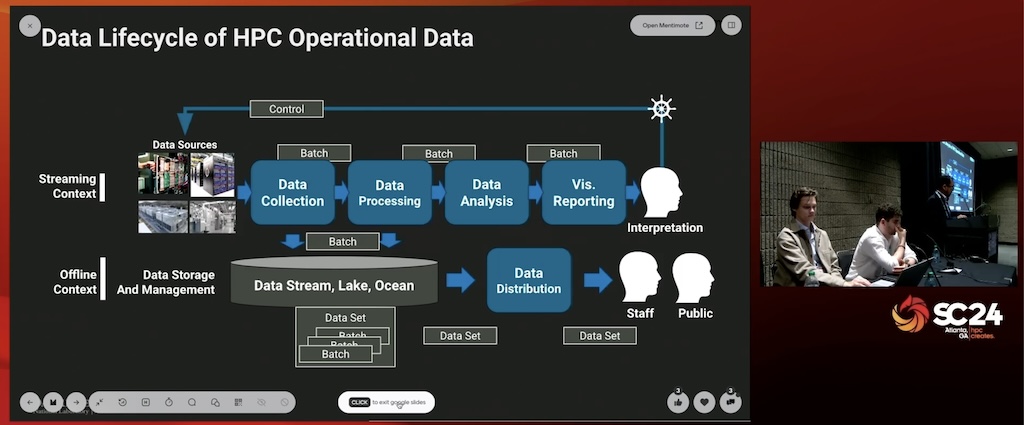 Data Lifecycle of HPC Operational Data
Open Mentimote
Control
Data Sources
Batch
Batch
Batch
Streaming
Context
Data
Collection
Data
Processing
Data
Analysis
Vis.
Reporting
Interpretation
Batch
Offline
Context
Data Storage
And Management
Data Stream, Lake, Ocean
Data
Distribution
Staff
Public
Data Set
Batch
Batch
Batch
Data Set
Data Set
CLICK to exit google slides
3
3
SC24
Atlanta, GA
hpc creates.